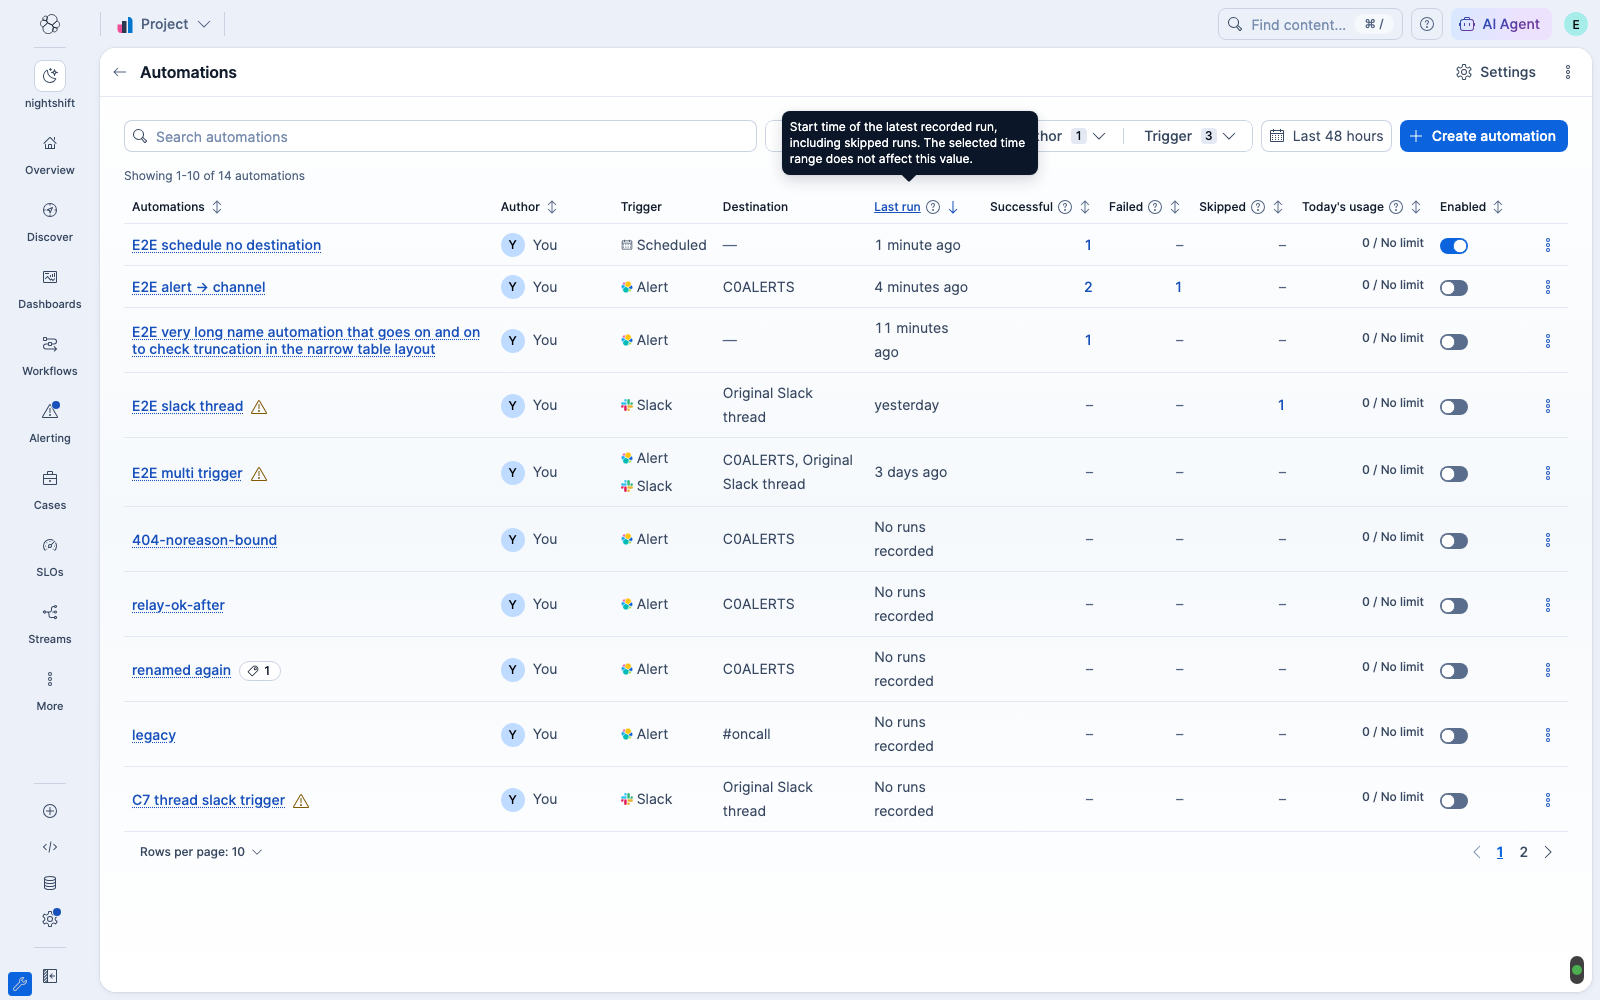 Project
Find content...
⌘ /
AI Agent
E
nightshift
Overview
Discover
Dashboards
Workflows
Alerting
Cases
SLOs
Streams
More
Automations
Settings
Search automations
Start time of the latest recorded run,
including skipped runs. The selected time
range does not affect this value.
hor 1
Trigger 3
Last 48 hours
Create automation
Showing 1-10 of 14 automations
Automations Author Trigger Destination Last run Successful Failed Skipped Today's usage Enabled
E2E schedule no destination Y You Scheduled — 1 minute ago 1 – – 0 / No limit
E2E alert → channel Y You Alert C0ALERTS 4 minutes ago 2 1 – 0 / No limit
E2E very long name automation that goes on and on
to check truncation in the narrow table layout
Y You Alert — 11 minutes
ago
1 – – 0 / No limit
E2E slack thread Y You Slack Original Slack
thread
yesterday – – 1 0 / No limit
E2E multi trigger Y You Alert
Slack
C0ALERTS, Original
Slack thread
3 days ago – – – 0 / No limit
404-noreason-bound Y You Alert C0ALERTS No runs
recorded
– – – 0 / No limit
relay-ok-after Y You Alert C0ALERTS No runs
recorded
– – – 0 / No limit
renamed again 1 Y You Alert C0ALERTS No runs
recorded
– – – 0 / No limit
legacy Y You Alert #oncall No runs
recorded
– – – 0 / No limit
C7 thread slack trigger Y You Slack Original Slack
thread
No runs
recorded
– – – 0 / No limit
Rows per page: 10
1 2